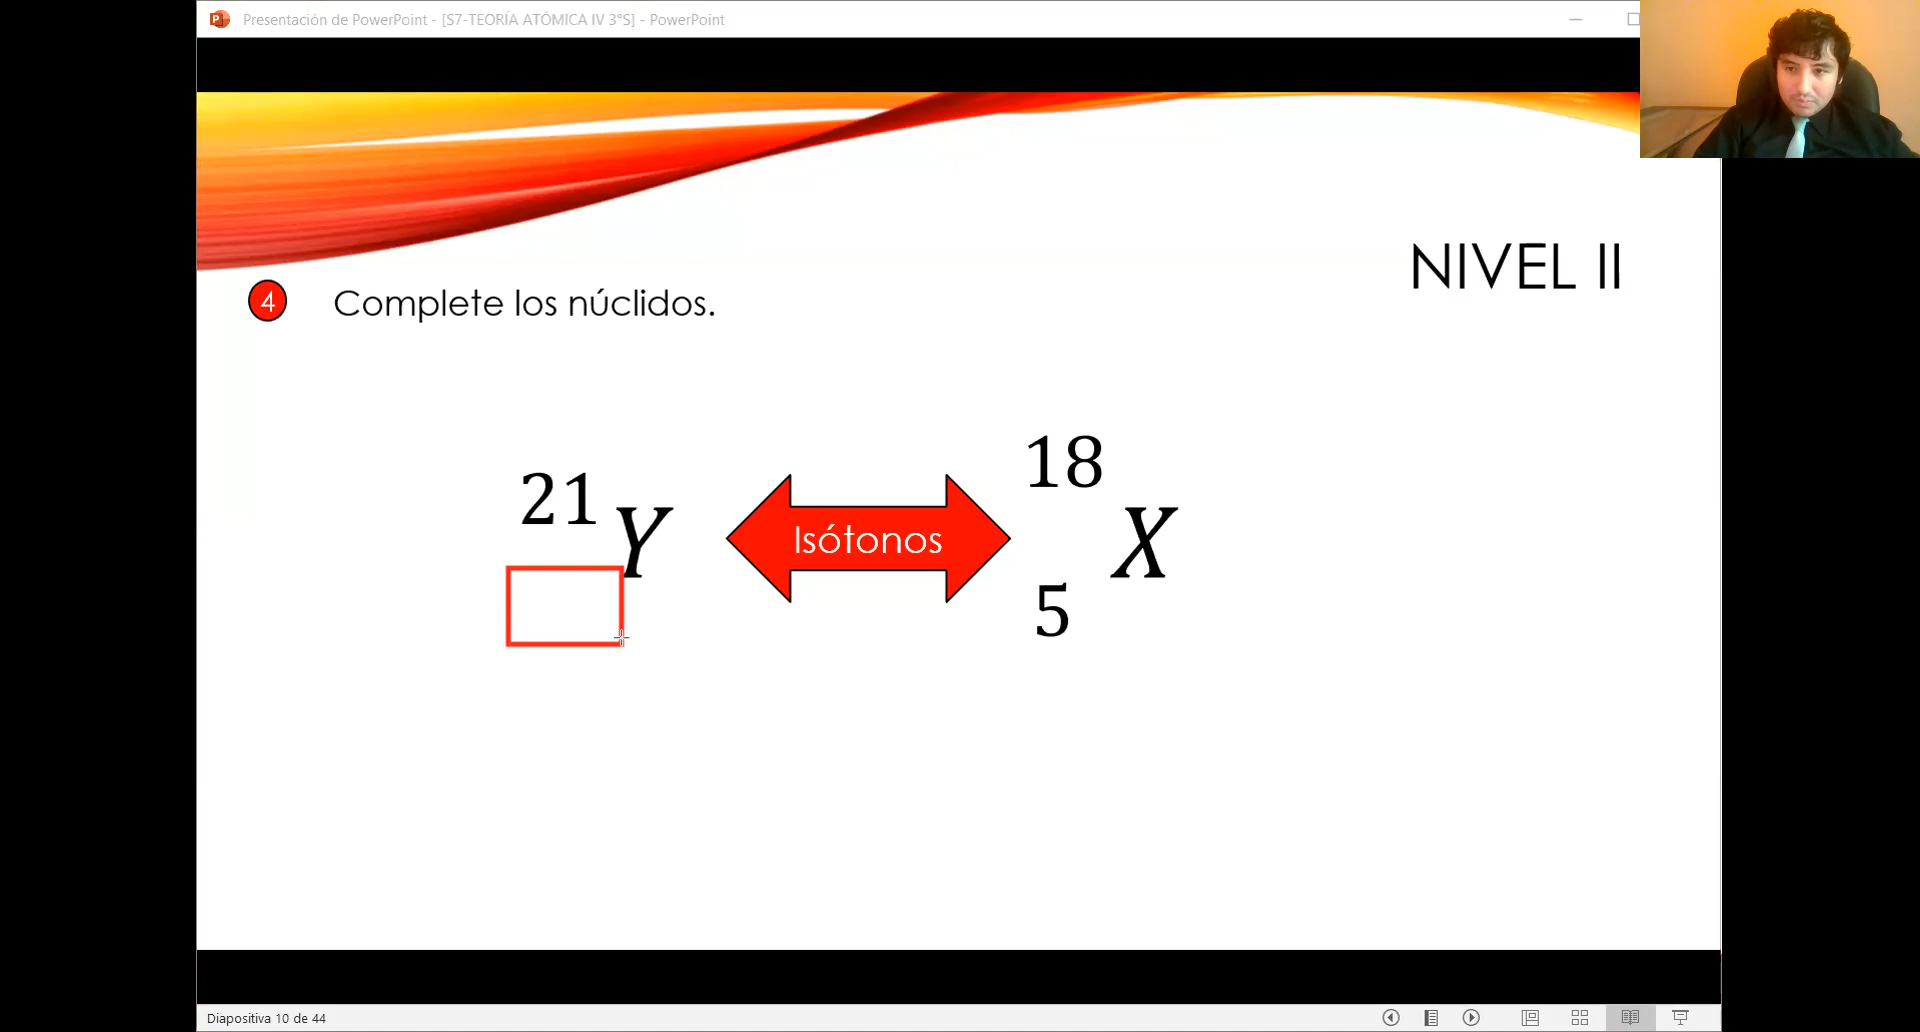 Presentación de PowerPoint - [S7-TEORÍA ATÓMICA IV 3°S] - PowerPoint
NIVEL II
4 Complete los núclidos.
21 Y
Isótonos
18 X
5
Diapositiva 10 de 44